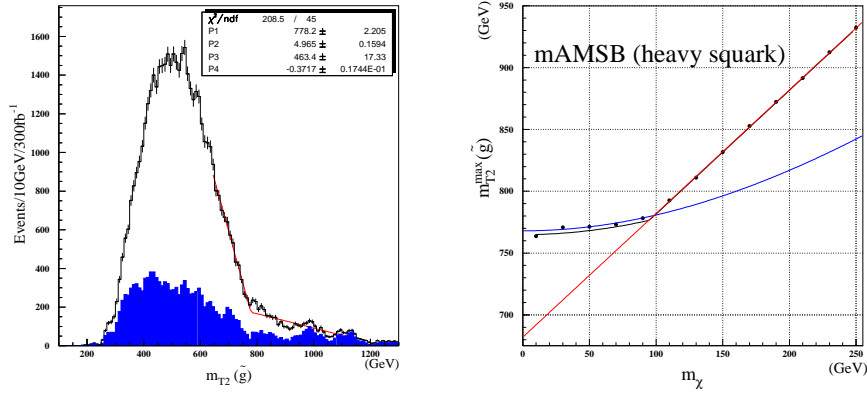 χ²/ndf 208.5 / 45
P1 778.2 ± 2.205
P2 4.965 ± 0.1594
P3 463.4 ± 17.33
P4 -0.3717 ± 0.1744E-01
Events/10GeV/300fb⁻¹
1600
1400
1200
1000
800
600
400
200
0
200 400 600 800 1000 1200
(GeV)
m_T2 (g̃)
mAMSB (heavy squark)
(GeV)
m_T2^max (g̃)
950
900
850
800
750
700
0 50 100 150 200 250
(GeV)
m_χ